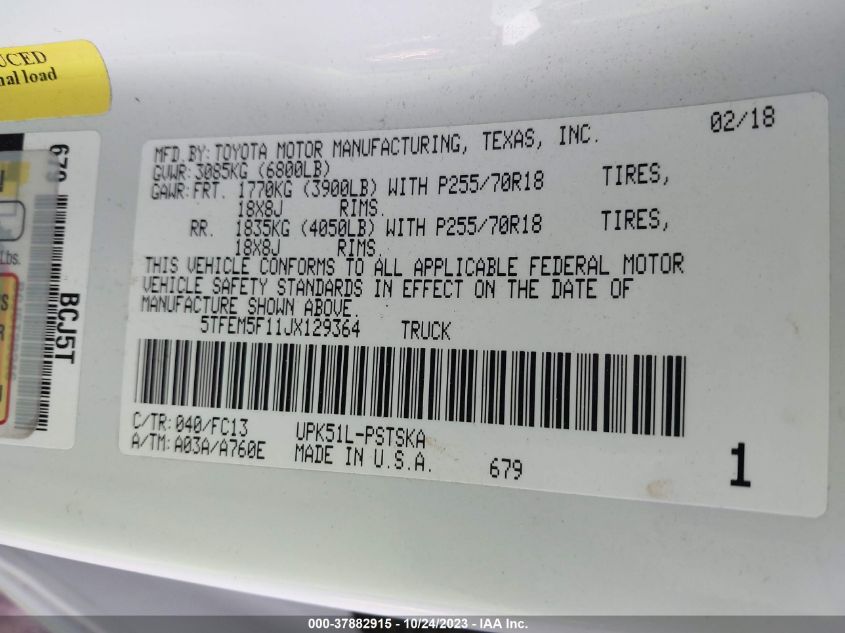 UCED
nal load
679
Lbs.
BCJ5T
02/18
MFD.BY:TOYOTA MOTOR MANUFACTURING, TEXAS, INC.
GVWR:3085KG (6800LB)
GAWR:FRT. 1770KG (3900LB) WITH P255/70R18 TIRES,
18X8J RIMS.
RR. 1835KG (4050LB) WITH P255/70R18 TIRES,
18X8J RIMS.
THIS VEHICLE CONFORMS TO ALL APPLICABLE FEDERAL MOTOR
VEHICLE SAFETY STANDARDS IN EFFECT ON THE DATE OF
MANUFACTURE SHOWN ABOVE.
5TFEM5F11JX129364 TRUCK
C/TR:040/FC13 UPK51L-PSTSKA
A/TM:A03A/A760E MADE IN U.S.A. 679
1
000-37882915 - 10/24/2023 - IAA Inc.